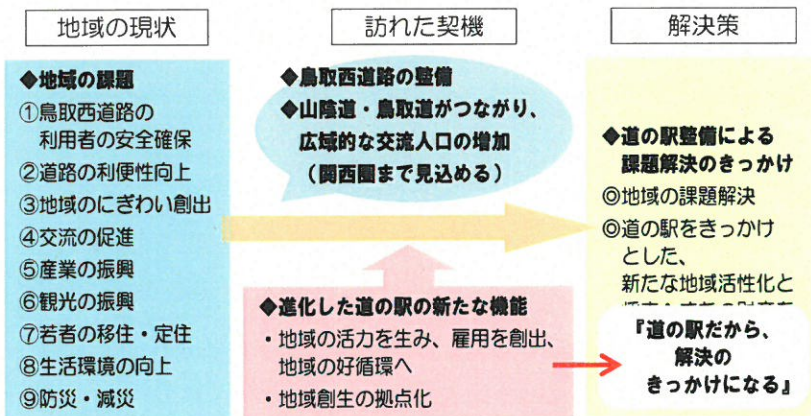 地域の現状
◆地域の課題
①鳥取西道路の
利用者の安全確保
②道路の利便性向上
③地域のにぎわい創出
④交流の促進
⑤産業の振興
⑥観光の振興
⑦若者の移住・定住
⑧生活環境の向上
⑨防災・減災
訪れた契機
◆鳥取西道路の整備
◆山陰道・鳥取道がつながり、
広域的な交流人口の増加
（関西圏まで見込める）
◆進化した道の駅の新たな機能
・地域の活力を生み、雇用を創出、
地域の好循環へ
・地域創生の拠点化
解決策
◆道の駅整備による
課題解決のきっかけ
◎地域の課題解決
◎道の駅をきっかけ
とした、
新たな地域活性化と
『道の駅だから、
解決の
きっかけになる』